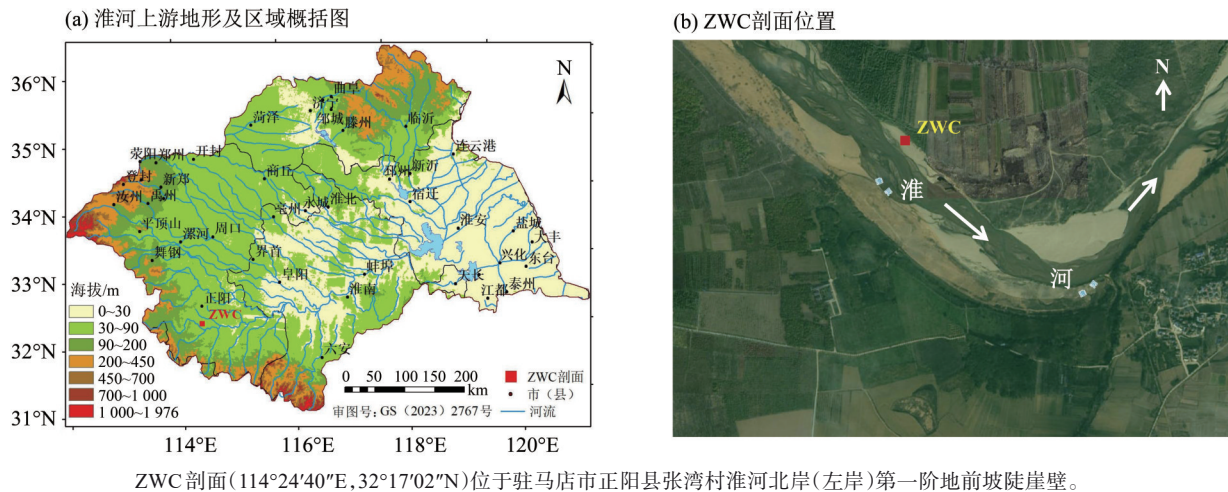 (a) 淮河上游地形及区域概括图
36°N
35°N
34°N
33°N
32°N
31°N
114°E
116°E
118°E
120°E
N
曲阜
济宁
菏泽
邹城
滕州
临沂
连云港
荥阳
郑州
开封
登封
新郑
商丘
邳州
新沂
汝州
禹州
宿迁
亳州
永城
淮北
平顶山
漯河
周口
淮安
盐城
大丰
舞钢
界首
兴化
东台
阜阳
蚌埠
天长
泰州
正阳
淮南
江都
ZWC
六安
海拔/m
0~30
30~90
90~200
200~450
450~700
700~1 000
1 000~1 976
0 50 100 150 200
km
审图号:GS (2023) 2767号
ZWC剖面
市(县)
河流
(b) ZWC剖面位置
N
ZWC
淮
河
ZWC剖面(114°24′40″E,32°17′02″N)位于驻马店市正阳县张湾村淮河北岸(左岸)第一阶地前坡陡崖壁。